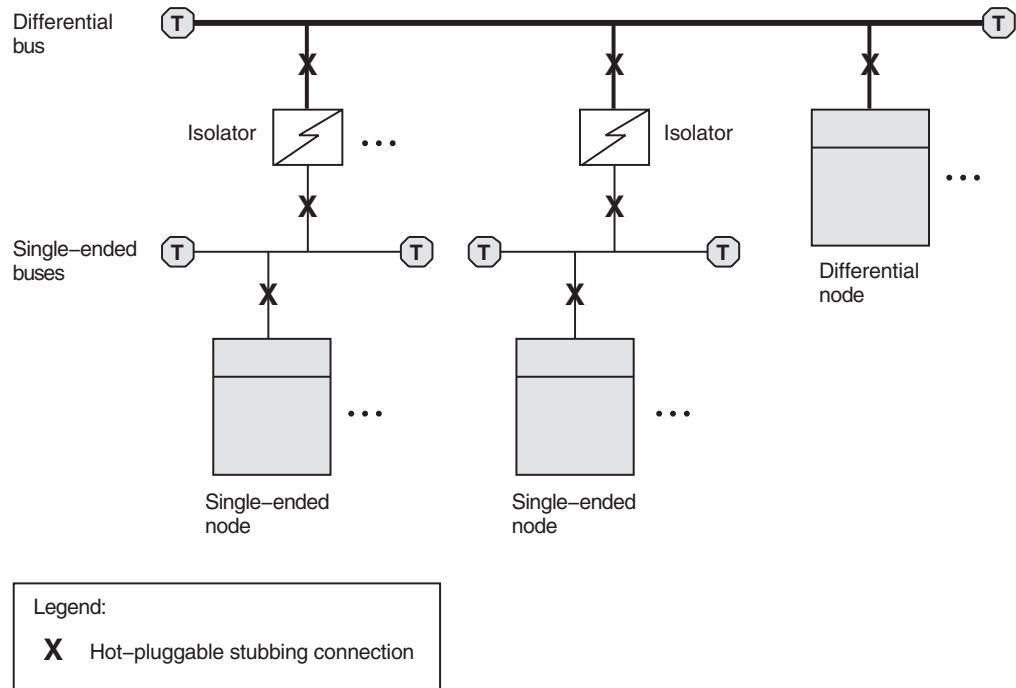 Differential
bus
T
T
X
X
X
Isolator
Isolator
X
X
Single–ended
buses
T
T
T
T
Differential
node
X
X
Single–ended
node
Single–ended
node
Legend:
X Hot–pluggable stubbing connection